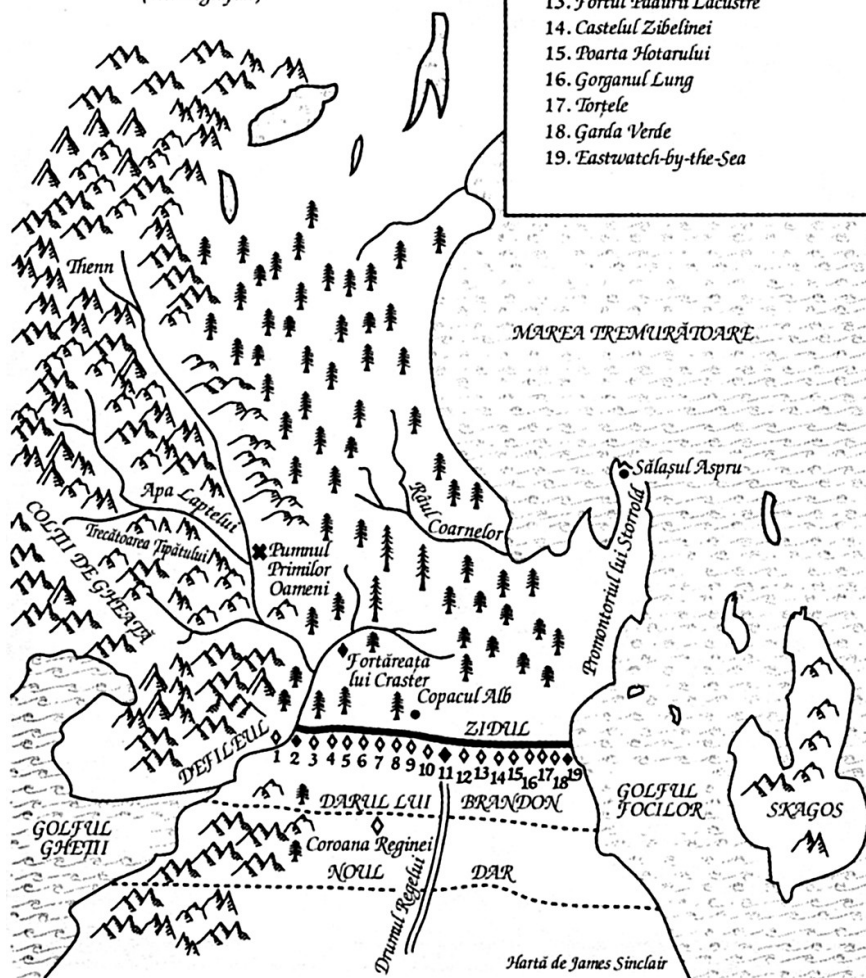 13. Fortul Pădurii Lacustre
14. Castelul Zibelinei
15. Poarta Hotarului
16. Gorganul Lung
17. Torțele
18. Garda Verde
19. Eastwatch-by-the-Sea
Thenn
MAREA TREMURĂTOARE
Sălașul Aspru
Apa Laptelui
Râul
Coarnelor
Trecătoarea Țipătului
COLȚII DE GHEAȚĂ
Pumnul
Primilor
Oameni
Promontoriul lui Storrold
Fortăreața
lui Craster
Copacul Alb
ZIDUL
DEFILEUL
1 2 3 4 5 6 7 8 9 10 11 12 13 14 15 16 17 18 19
DARUL LUI BRANDON
GOLFUL
FOCILOR
SKAGOS
GOLFUL
GHEȚII
Coroana Reginei
NOUL DAR
Drumul Regelui
Hartă de James Sinclair